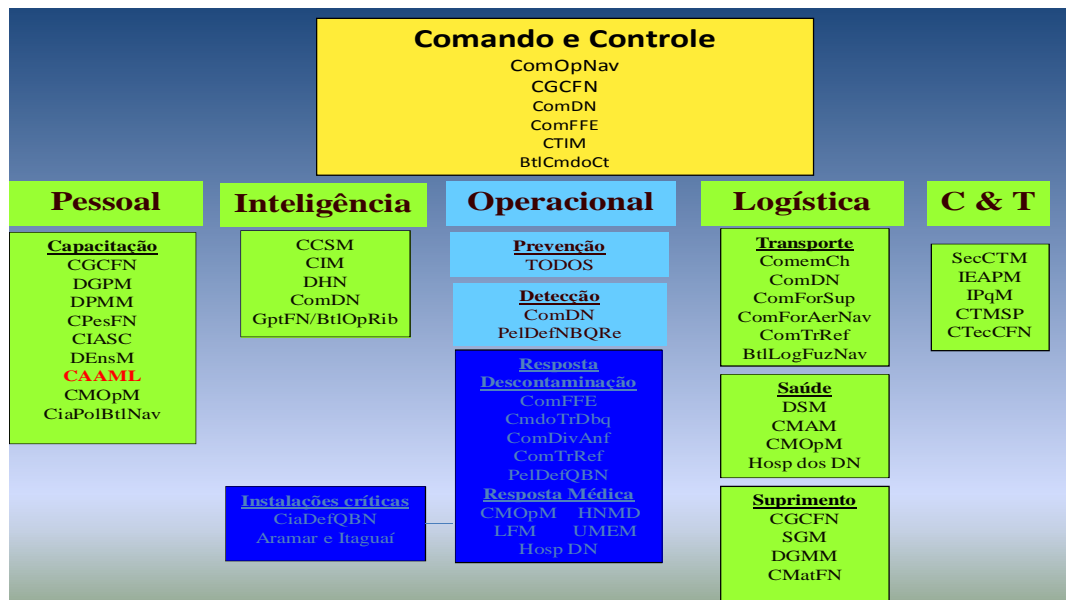 Comando e Controle
ComOpNav
CGCFN
ComDN
ComFFE
CTIM
BtlCmdoCt
Pessoal
Capacitação
CGCFN
DGPM
DPMM
CPesFN
CIASC
DEnsM
CAAML
CMOpM
CiaPolBtlNav
Inteligência
CCSM
CIM
DHN
ComDN
GptFN/BtlOpRib
Operacional
Prevenção
TODOS
Detecção
ComDN
PelDefNBQRe
Resposta
Descontaminação
ComFFE
CmdoTrDbq
ComDivAnf
ComTrRef
PelDefQBN
Resposta Médica
CMOpM HNMD
LFM UMEM
Hosp DN
Instalações críticas
CiaDefQBN
Aramar e Itaguaí
Logística
Transporte
ComemCh
ComDN
ComForSup
ComForAerNav
ComTrRef
BtlLogFuzNav
Saúde
DSM
CMAM
CMOpM
Hosp dos DN
Suprimento
CGCFN
SGM
DGMM
CMatFN
C & T
SecCTM
IEAPM
IPqM
CTMSP
CTecCFN